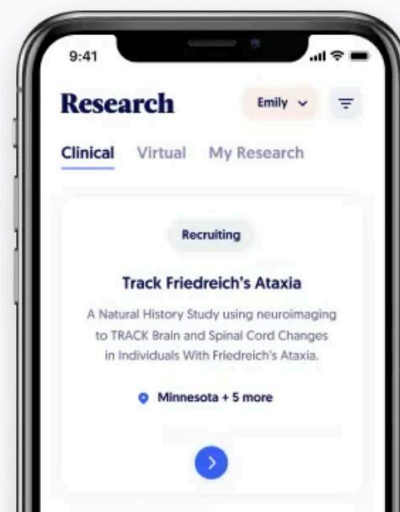 9:41
Research
Emily
Clinical Virtual My Research
Recruiting
Track Friedreich's Ataxia
A Natural History Study using neuroimaging
to TRACK Brain and Spinal Cord Changes
in Individuals With Friedreich's Ataxia.
Minnesota + 5 more